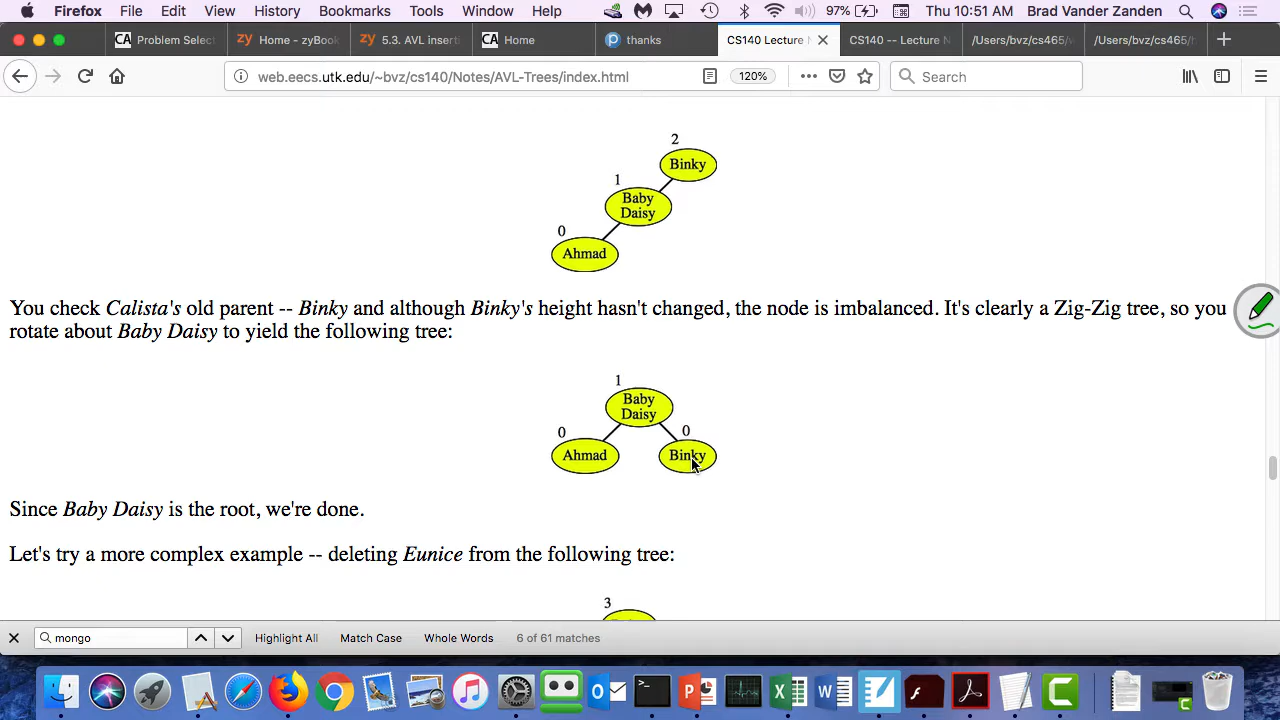 Firefox File Edit View History Bookmarks Tools Window Help 97% Thu 10:51 AM Brad Vander Zanden
CA Problem Select zy Home - zyBook zy 5.3. AVL inserti CA Home thanks CS140 Lecture CS140 -- Lecture N /Users/bvz/cs465/ /Users/bvz/cs465/
web.eecs.utk.edu/~bvz/cs140/Notes/AVL-Trees/index.html 120% Search
2
Binky
1
Baby
Daisy
0
Ahmad
You check Calista's old parent -- Binky and although Binky's height hasn't changed, the node is imbalanced. It's clearly a Zig-Zig tree, so you
rotate about Baby Daisy to yield the following tree:
1
Baby
Daisy
0 0
Ahmad Binky
Since Baby Daisy is the root, we're done.
Let's try a more complex example -- deleting Eunice from the following tree:
3
mongo Highlight All Match Case Whole Words 6 of 61 matches